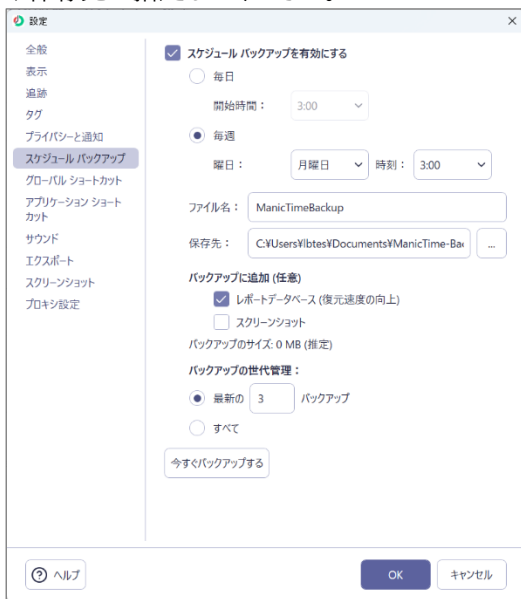 設定
全般
表示
追跡
タグ
プライバシーと通知
スケジュール バックアップ
グローバル ショートカット
アプリケーション ショート
カット
サウンド
エクスポート
スクリーンショット
プロキシ設定
スケジュール バックアップを有効にする
毎日
開始時間： 3:00
毎週
曜日： 月曜日 時刻： 3:00
ファイル名： ManicTimeBackup
保存先： C:¥Users¥lbtes¥Documents¥ManicTime-Bac ...
バックアップに追加 (任意)
レポートデータベース (復元速度の向上)
スクリーンショット
バックアップのサイズ: 0 MB (推定)
バックアップの世代管理：
最新の 3 バックアップ
すべて
今すぐバックアップする
ヘルプ
OK
キャンセル